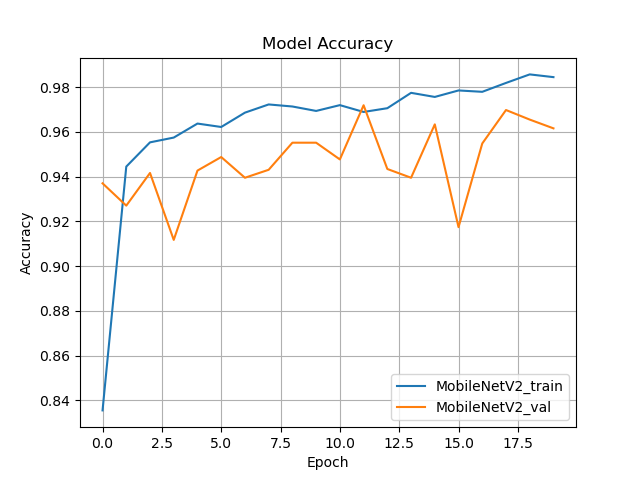 Model Accuracy
Accuracy
0.98
0.96
0.94
0.92
0.90
0.88
0.86
0.84
MobileNetV2_train
MobileNetV2_val
0.0 2.5 5.0 7.5 10.0 12.5 15.0 17.5
Epoch